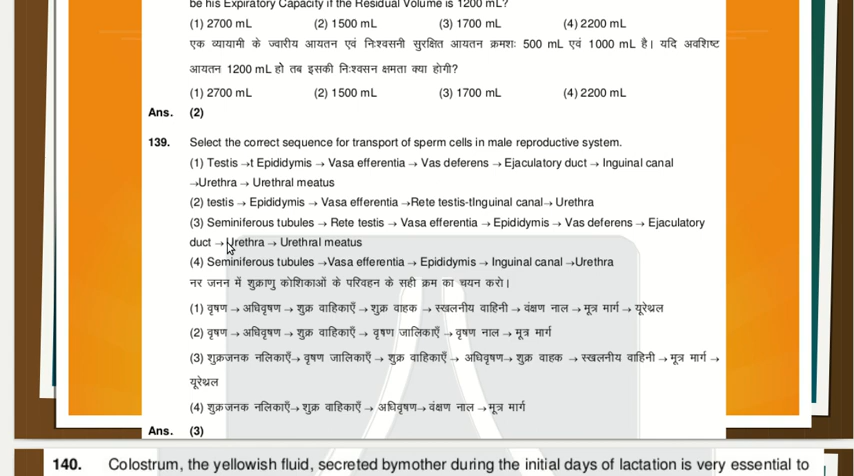 be his Expiratory Capacity if the Residual Volume is 1200 mL?
(1) 2700 mL (2) 1500 mL (3) 1700 mL (4) 2200 mL
एक व्यायामी के ज्वारीय आयतन एवं निःश्वसनी सुरक्षित आयतन क्रमशः 500 mL एवं 1000 mL है। यदि अवशिष्ट
आयतन 1200 mL हो तब इसकी निःश्वसन क्षमता क्या होगी?
(1) 2700 mL (2) 1500 mL (3) 1700 mL (4) 2200 mL
Ans. (2)
139. Select the correct sequence for transport of sperm cells in male reproductive system.
(1) Testis →t Epididymis → Vasa efferentia → Vas deferens → Ejaculatory duct → Inguinal canal
→Urethra → Urethral meatus
(2) testis → Epididymis → Vasa efferentia →Rete testis-tInguinal canal→ Urethra
(3) Seminiferous tubules → Rete testis → Vasa efferentia → Epididymis → Vas deferens → Ejaculatory
duct → Urethra → Urethral meatus
(4) Seminiferous tubules →Vasa efferentia → Epididymis → Inguinal canal →Urethra
नर जनन में शुक्राणु कोशिकाओं के परिवहन के सही क्रम का चयन करो।
(1) वृषण → अधिवृषण → शुक्र वाहिकाएँ →शुक्र वाहक → स्खलनीय वाहिनी → वंक्षण नाल → मूत्र मार्ग → यूरेथ्रल
(2) वृषण → अधिवृषण → शुक्र वाहिकाएँ → वृषण जालिकाएँ → वृषण नाल → मूत्र मार्ग
(3) शुक्रजनक नलिकाएँ→ वृषण जालिकाएँ → शुक्र वाहिकाएँ → अधिवृषण→ शुक्र वाहक → स्खलनीय वाहिनी → मूत्र मार्ग →
यूरेथ्रल
(4) शुक्रजनक नलिकाएँ→ शुक्र वाहिकाएँ → अधिवृषण→ वंक्षण नाल →मूत्र मार्ग
Ans. (3)
140. Colostrum, the yellowish fluid, secreted bymother during the initial days of lactation is very essential to